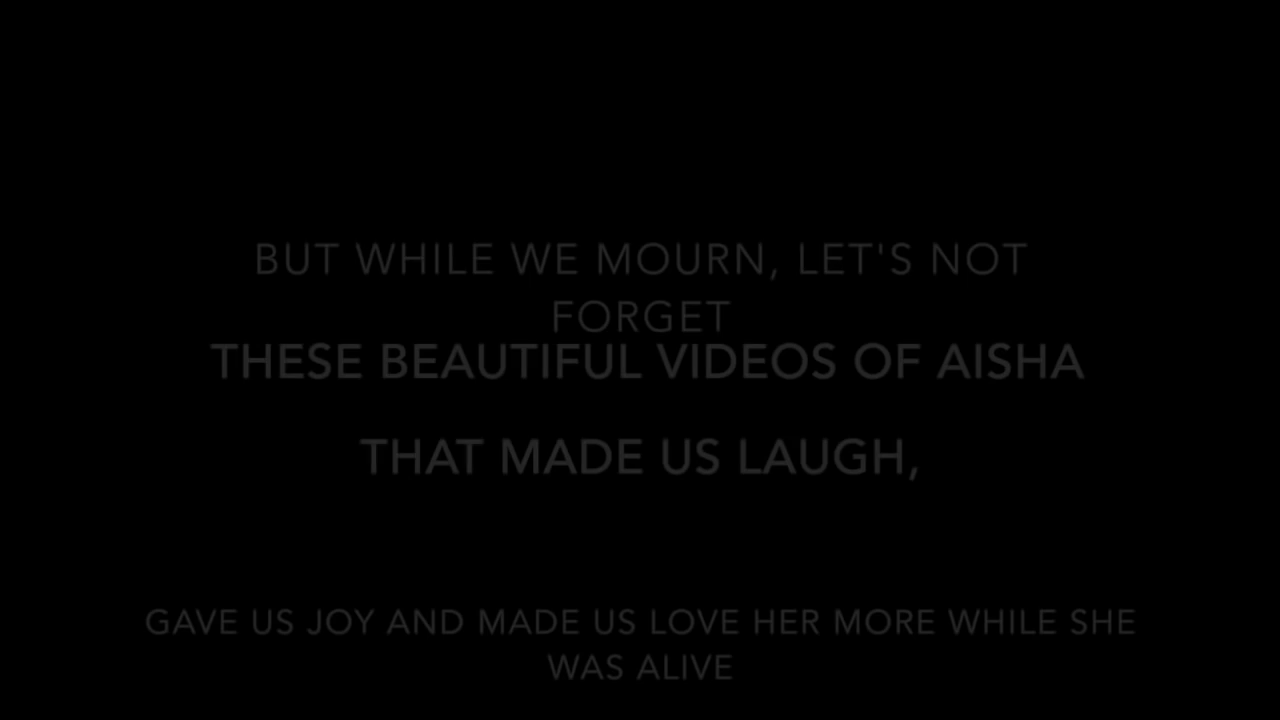 BUT WHILE WE MOURN, LET'S NOT
FORGET
THESE BEAUTIFUL VIDEOS OF AISHA
THAT MADE US LAUGH,
GAVE US JOY AND MADE US LOVE HER MORE WHILE SHE
WAS ALIVE